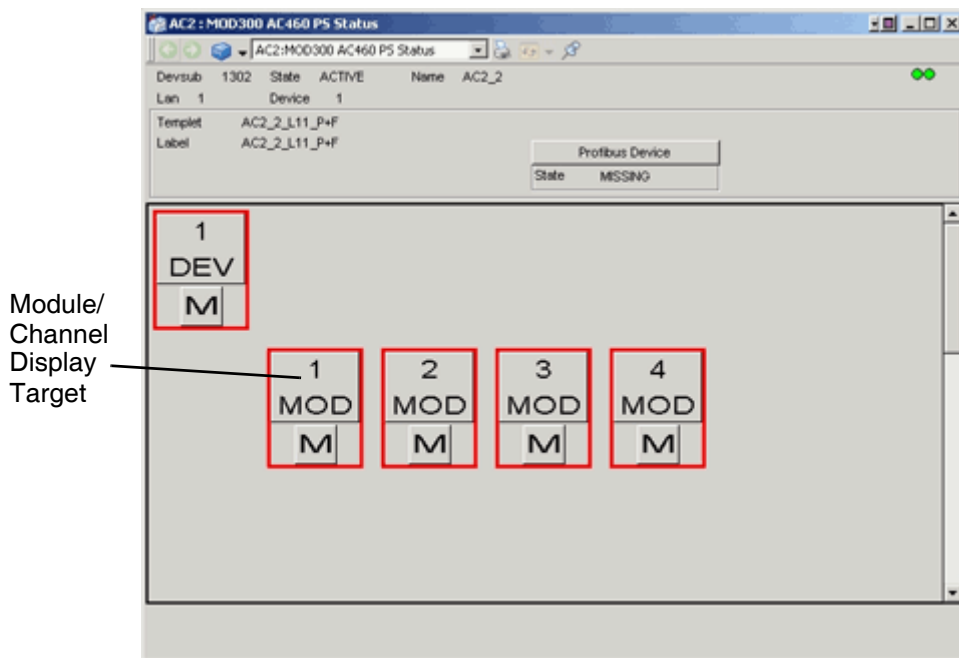 AC2 : MOD300 AC460 PS Status
AC2:MOD300 AC460 PS Status
Devsub 1302 State ACTIVE Name AC2_2
Lan 1 Device 1
Templet AC2_2_L11_P+F
Label AC2_2_L11_P+F
Profibus Device
State MISSING
1
DEV
M
Module/
Channel
Display
Target
1 2 3 4
MOD MOD MOD MOD
M M M M